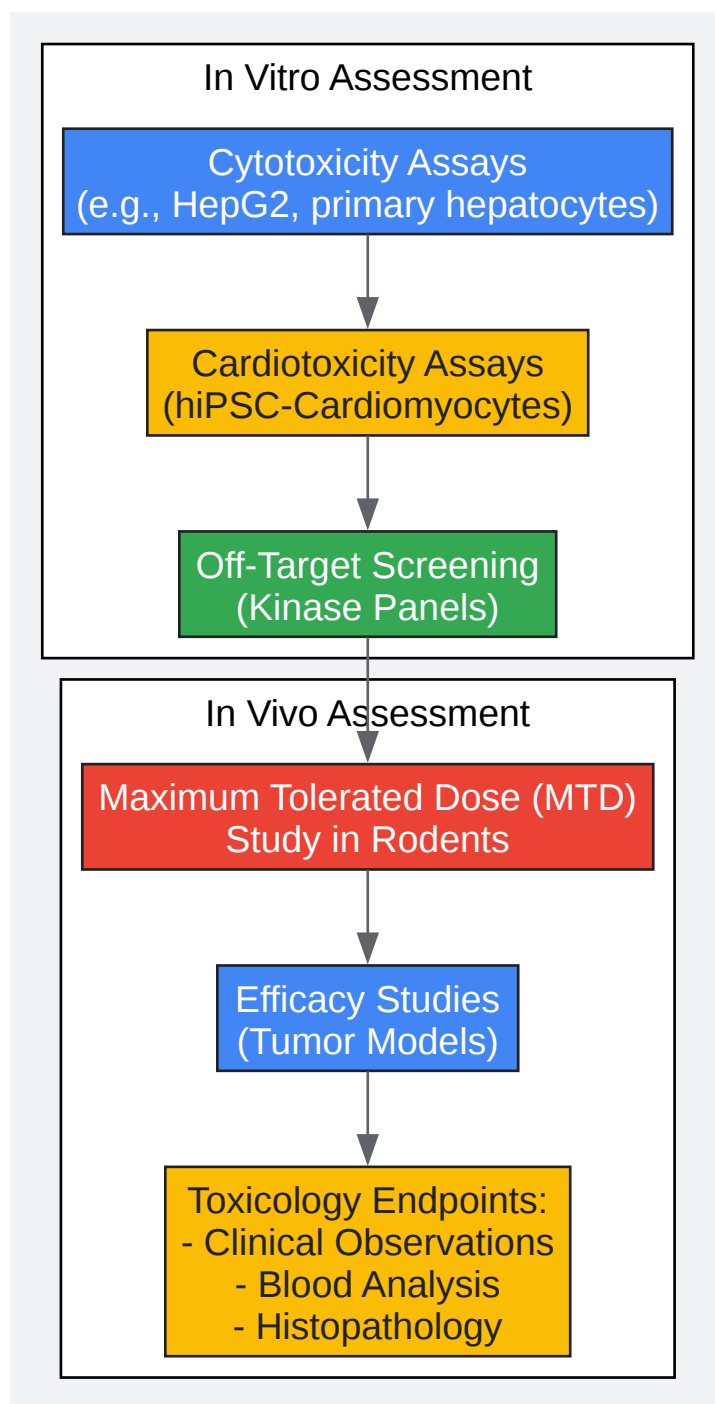 In Vitro Assessment
Cytotoxicity Assays
(e.g., HepG2, primary hepatocytes)
Cardiotoxicity Assays
(hiPSC-Cardiomyocytes)
Off-Target Screening
(Kinase Panels)
In Vivo Assessment
Maximum Tolerated Dose (MTD)
Study in Rodents
Efficacy Studies
(Tumor Models)
Toxicology Endpoints:
- Clinical Observations
- Blood Analysis
- Histopathology